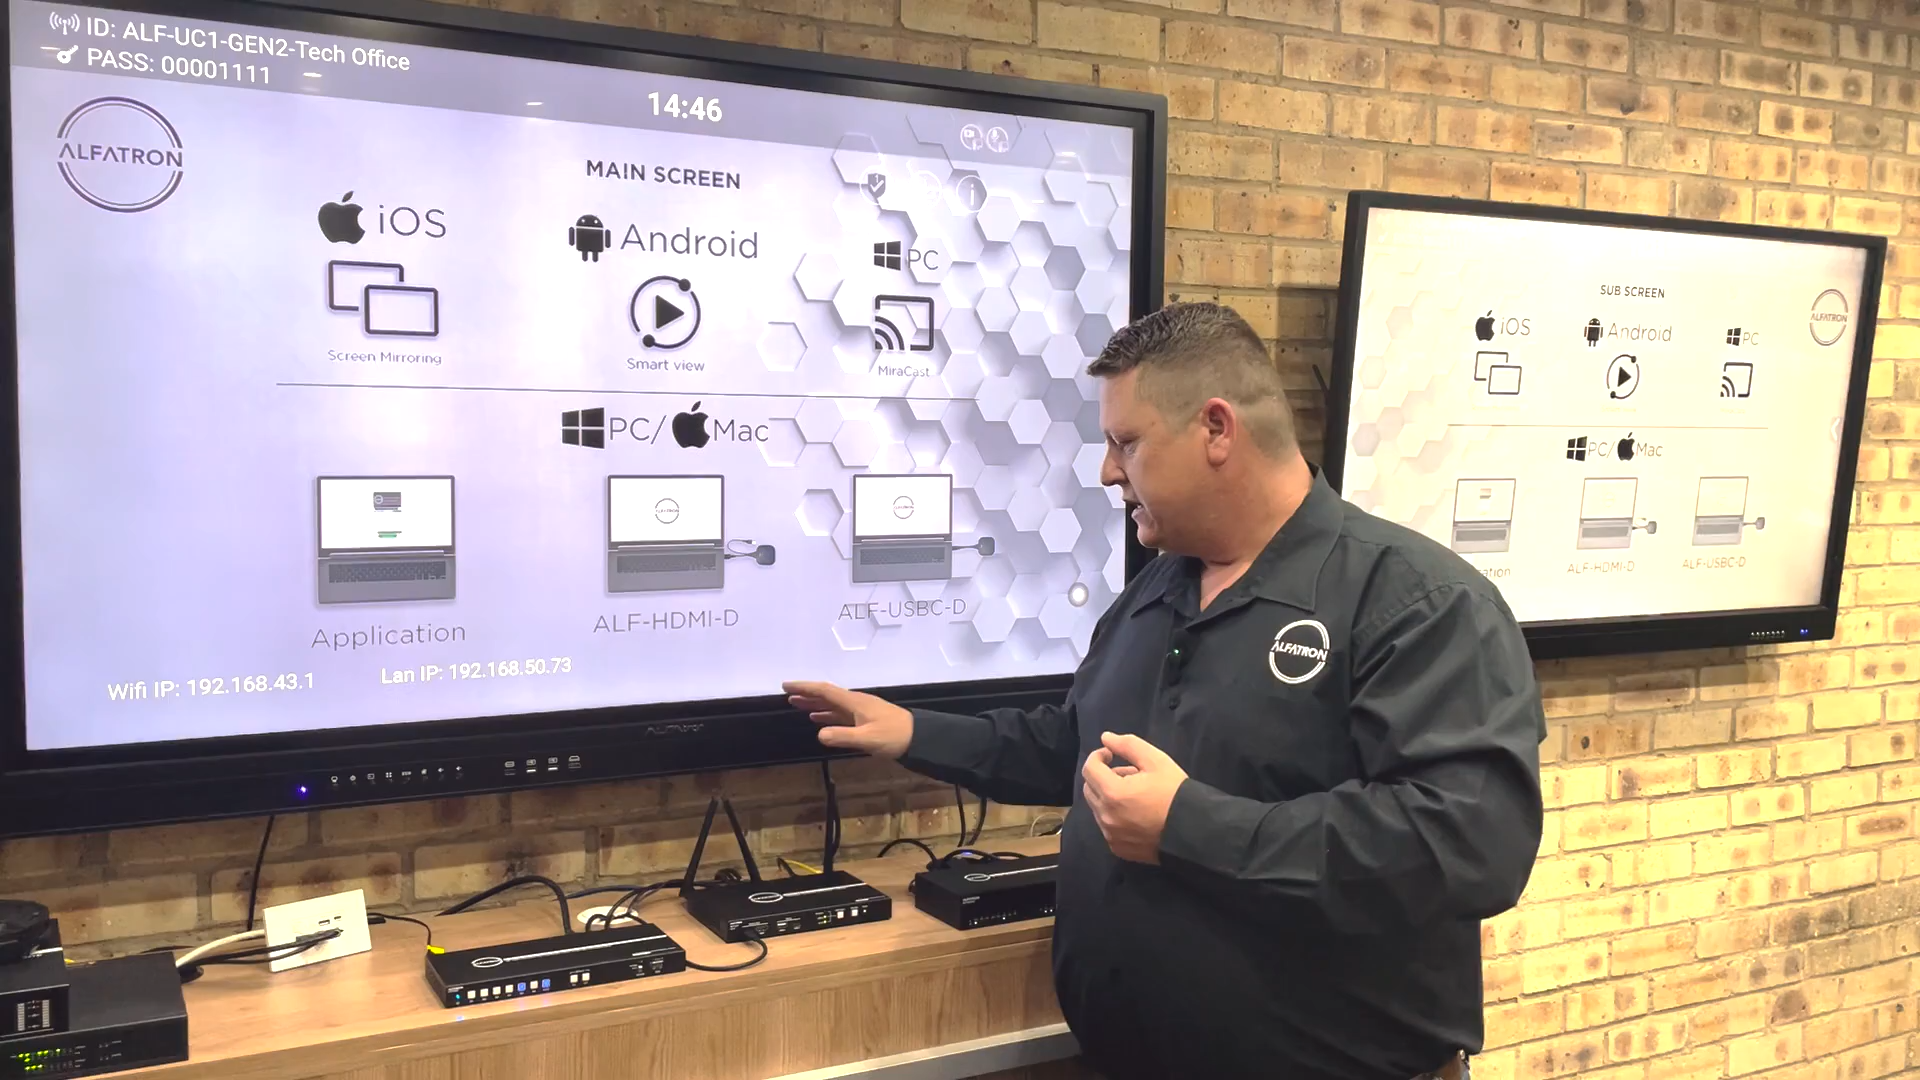 ID: ALF-UC1-GEN2-Tech Office
PASS: 00001111
14:46
ALFATRON
MAIN SCREEN
iOS
Android
PC
Screen Mirroring
Smart view
MiraCast
PC/ Mac
Application
ALF-HDMI-D
ALF-USBC-D
Wifi IP: 192.168.43.1
Lan IP: 192.168.50.73
SUB SCREEN
ALFATRON
iOS
Android
PC
PC/ Mac
ALF-HDMI-D
ALF-USBC-D
ALFATRON